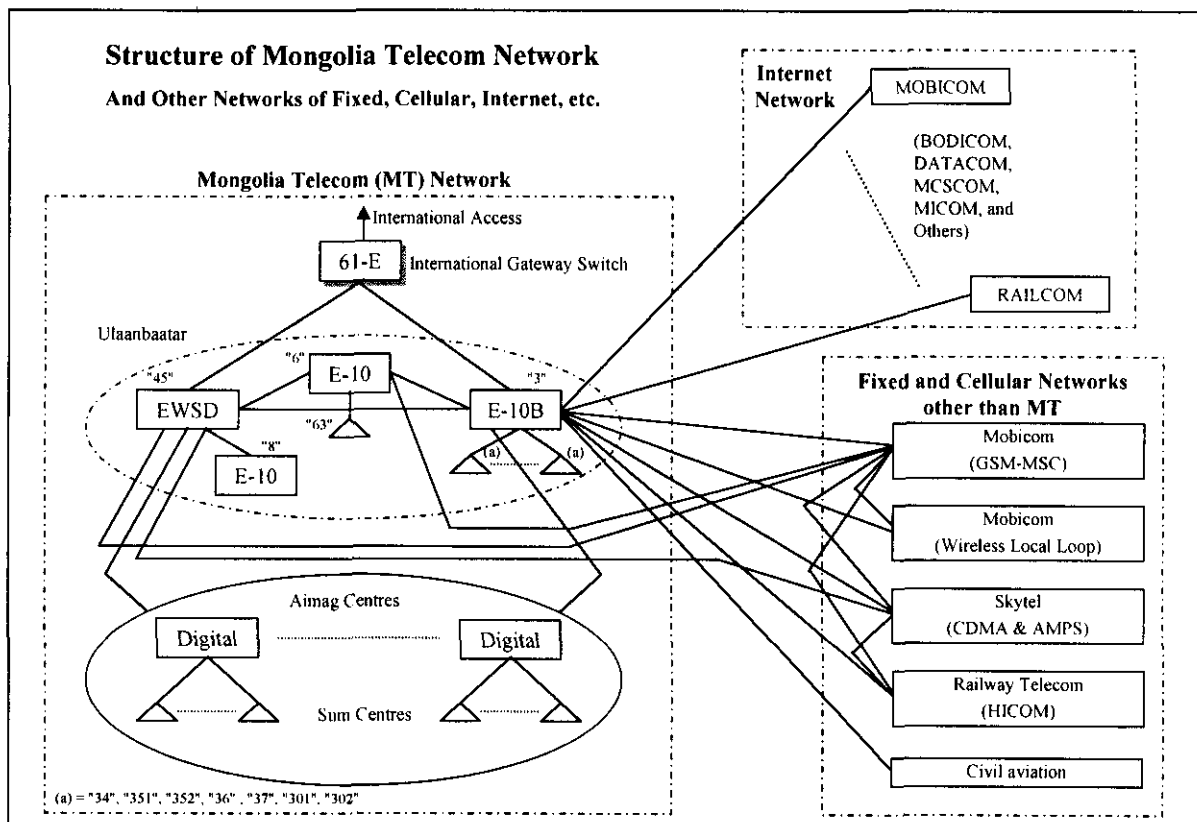 Structure of Mongolia Telecom Network
And Other Networks of Fixed, Cellular, Internet, etc.
Internet
Network
MOBICOM
(BODICOM,
DATACOM,
MCSCOM,
MICOM, and
Others)
RAILCOM
Mongolia Telecom (MT) Network
International Access
61-E
International Gateway Switch
Ulaanbaatar
"45"
EWSD
"6"
E-10
"63"
"3"
E-10B
(a)
(a)
"8"
E-10
Aimag Centres
Digital
Digital
Sum Centres
(a) = "34", "351", "352", "36" , "37", "301", "302"
Fixed and Cellular Networks
other than MT
Mobicom
(GSM-MSC)
Mobicom
(Wireless Local Loop)
Skytel
(CDMA & AMPS)
Railway Telecom
(HICOM)
Civil aviation